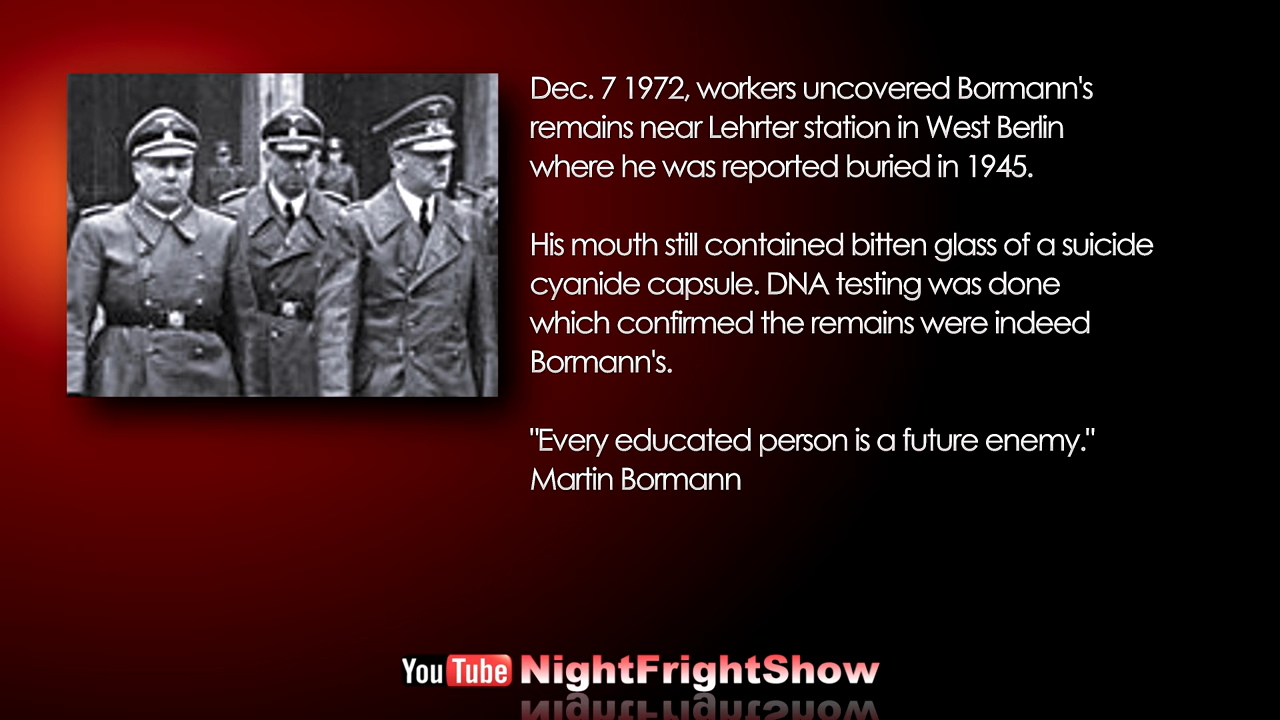 Dec. 7 1972, workers uncovered Bormann's
remains near Lehrter station in West Berlin
where he was reported buried in 1945.
His mouth still contained bitten glass of a suicide
cyanide capsule. DNA testing was done
which confirmed the remains were indeed
Bormann's.
"Every educated person is a future enemy."
Martin Bormann
YouTube NightFrightShow